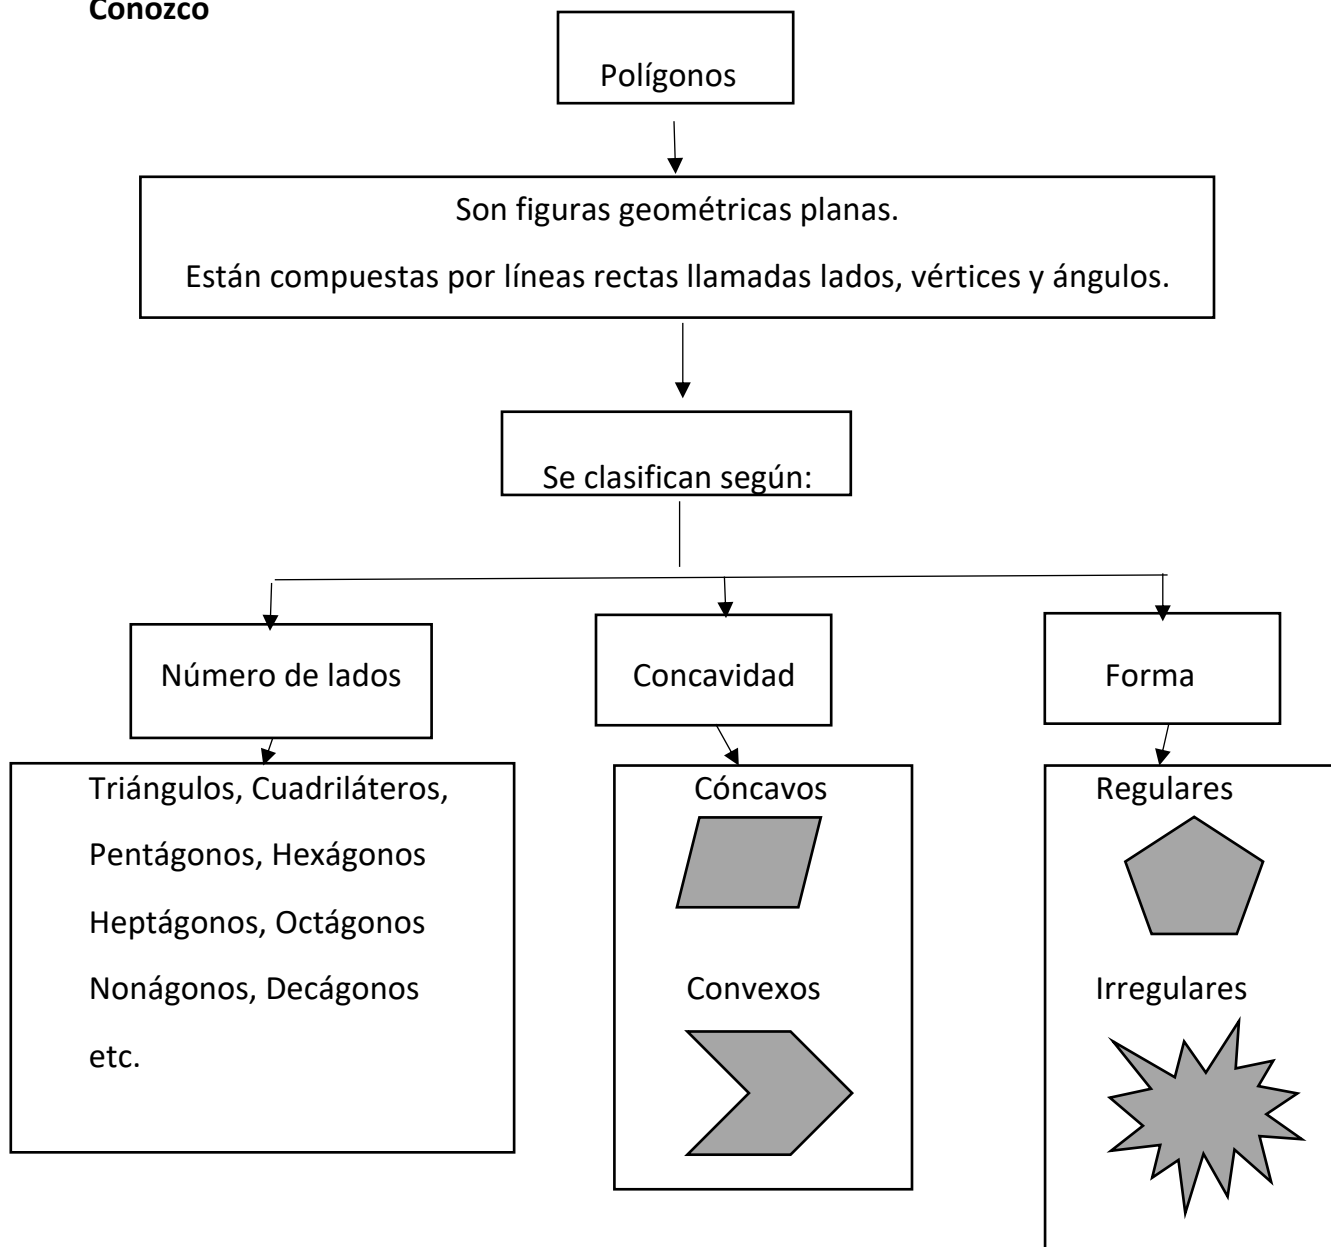 Conozco
Polígonos
Son figuras geométricas planas.
Están compuestas por líneas rectas llamadas lados, vértices y ángulos.
Se clasifican según:
Número de lados
Concavidad
Forma
Triángulos, Cuadriláteros,
Pentágonos, Hexágonos
Heptágonos, Octágonos
Nonágonos, Decágonos
etc.
Cóncavos
Convexos
Regulares
Irregulares